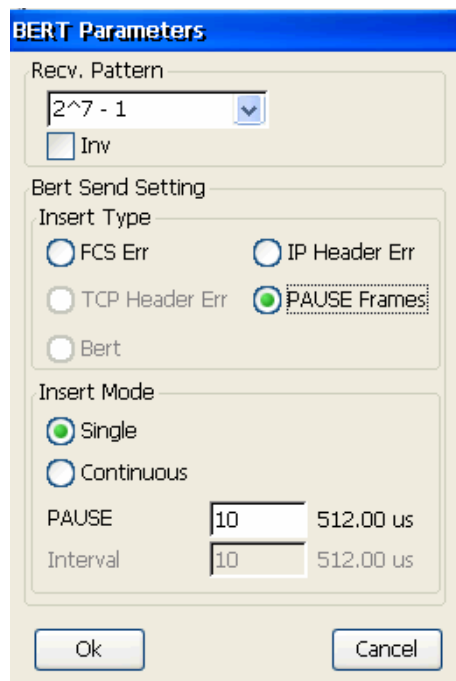 BERT Parameters
Recv. Pattern
2^7 - 1
Inv
Bert Send Setting
Insert Type
FCS Err IP Header Err
TCP Header Err PAUSE Frames
Bert
Insert Mode
Single
Continuous
PAUSE 10 512.00 us
Interval 10 512.00 us
Ok Cancel